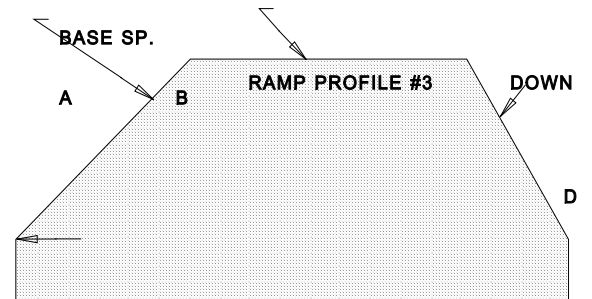 BASE SP.
RAMP PROFILE #3
DOWN
A
B
D